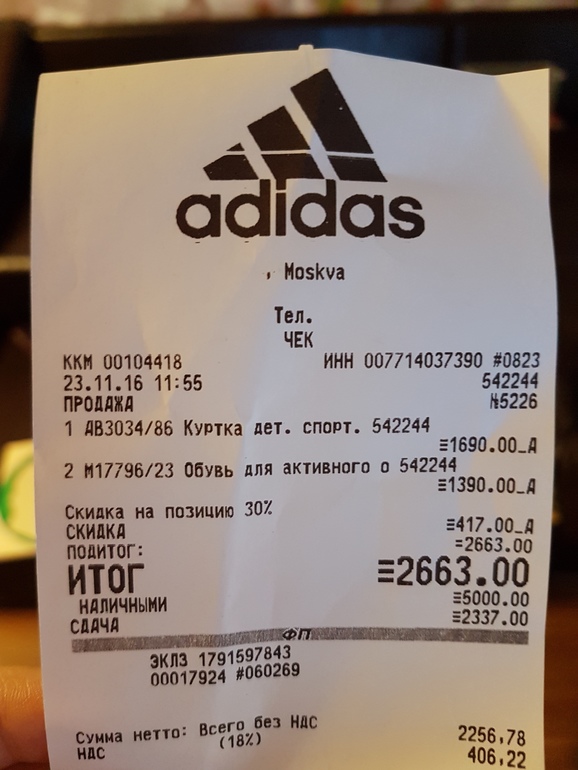 adidas
, Moskva
Тел.
ЧЕК
ККМ 00104418 ИНН 007714037390 #0823
23.11.16 11:55 542244
ПРОДАЖА №5226
1 AB3034/86 Куртка дет. спорт. 542244
≡1690.00_А
2 M17796/23 Обувь для активного о 542244
≡1390.00_А
Скидка на позицию 30%
СКИДКА ≡417.00_А
ПОДИТОГ: =2663.00
ИТОГ ≡2663.00
НАЛИЧНЫМИ ≡5000.00
СДАЧА ≡2337.00
ФП
ЭКЛЗ 1791597843
00017924 #060269
Сумма нетто: Всего без НДС 2256,78
НДС (18%) 406,22